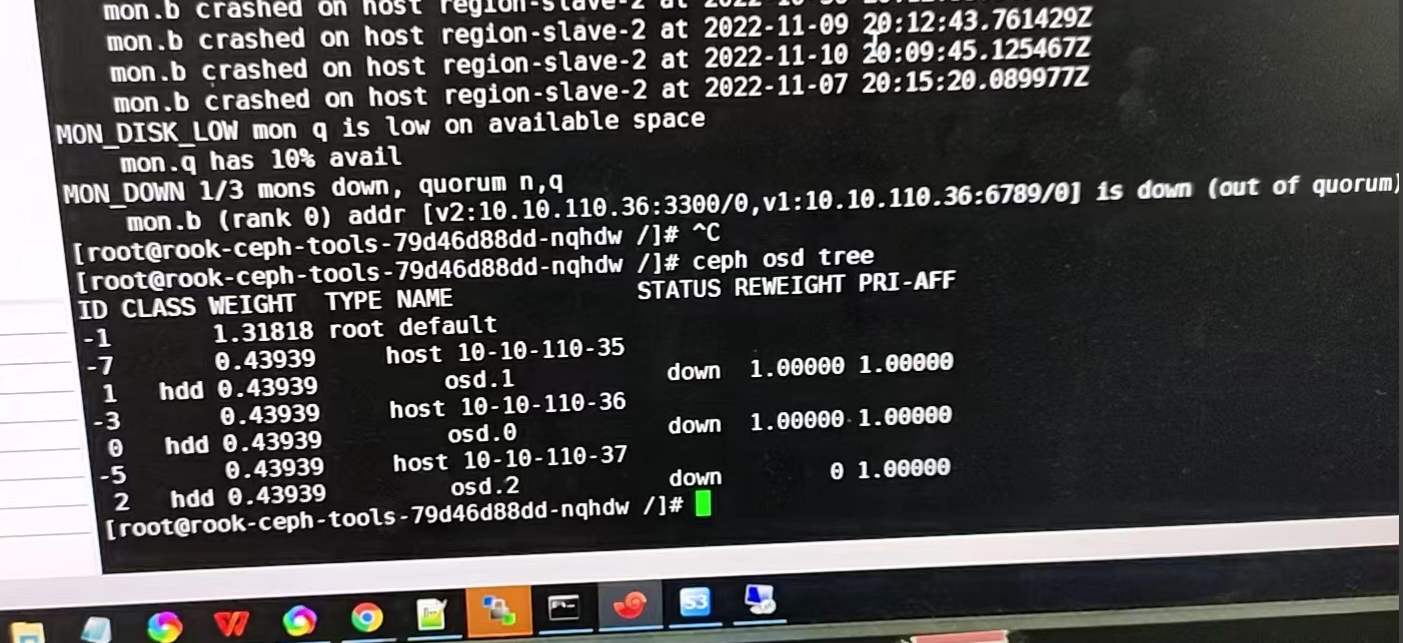 mon.b crashed on host region-slave-2 at
mon.b crashed on host region-slave-2 at 2022-11-09 20:12:43.761429Z
mon.b crashed on host region-slave-2 at 2022-11-10 20:09:45.125467Z
mon.b crashed on host region-slave-2 at 2022-11-07 20:15:20.089977Z
MON_DISK_LOW mon q is low on available space
mon.q has 10% avail
MON_DOWN 1/3 mons down, quorum n,q
mon.b (rank 0) addr [v2:10.10.110.36:3300/0,v1:10.10.110.36:6789/0] is down (out of quorum)
[root@rook-ceph-tools-79d46d88dd-nqhdw /]# ^C
[root@rook-ceph-tools-79d46d88dd-nqhdw /]# ceph osd tree
ID CLASS WEIGHT TYPE NAME STATUS REWEIGHT PRI-AFF
-1 1.31818 root default
-7 0.43939 host 10-10-110-35
1 hdd 0.43939 osd.1 down 1.00000 1.00000
-3 0.43939 host 10-10-110-36
0 hdd 0.43939 osd.0 down 1.00000 1.00000
-5 0.43939 host 10-10-110-37
2 hdd 0.43939 osd.2 down 0 1.00000
[root@rook-ceph-tools-79d46d88dd-nqhdw /]#
S3